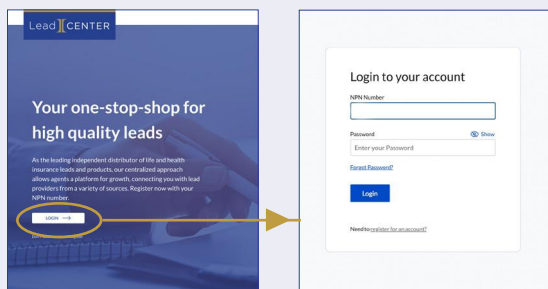 Lead CENTER
Your one-stop-shop for
high quality leads
As the leading independent distributor of life and health
insurance leads and products, our centralized approach
allows agents a platform for growth, connecting you with lead
providers from a variety of sources. Register now with your
NPN number.
LOGIN →
Login to your account
NPN Number
Password
Show
Enter your Password
Forgot Password?
Login
Need to register for an account?